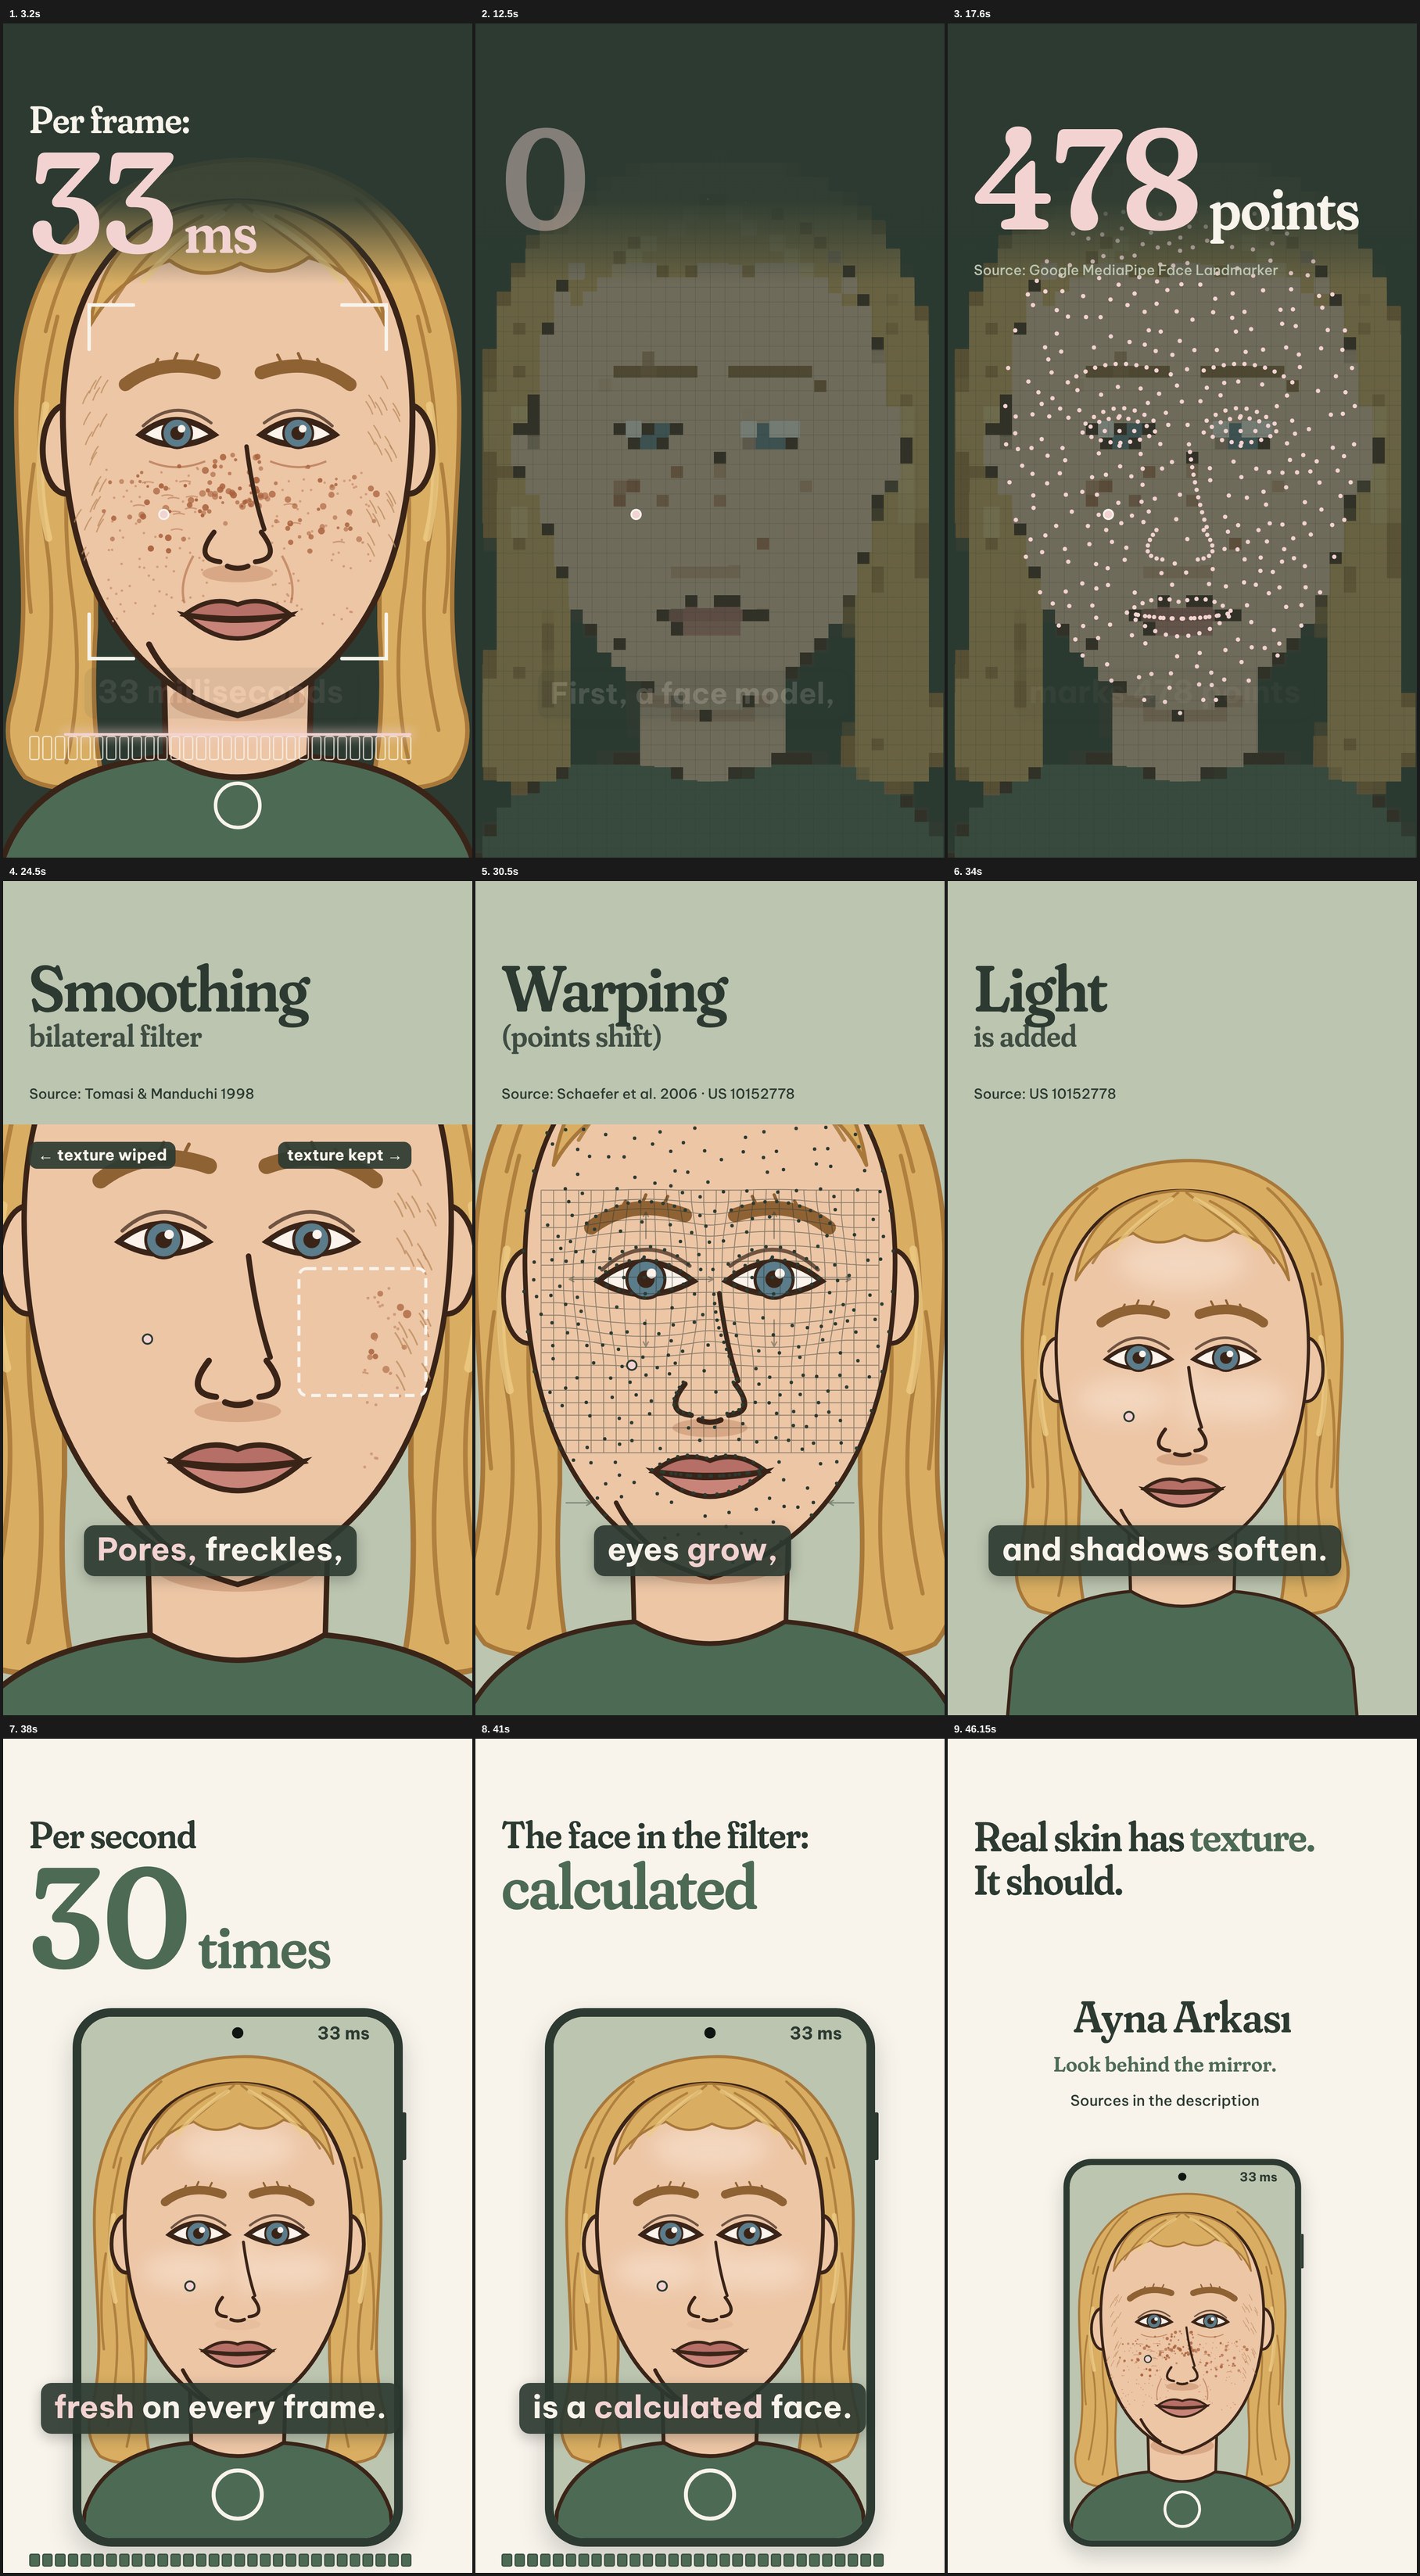 1. 3.2s
Per frame:
33 ms
33 milliseconds
2. 12.5s
0
First, a face model,
3. 17.6s
478 points
Source: Google MediaPipe Face Landmarker
points
4. 24.5s
Smoothing
bilateral filter
Source: Tomasi & Manduchi 1998
← texture wiped
texture kept →
Pores, freckles,
5. 30.5s
Warping
(points shift)
Source: Schaefer et al. 2006 · US 10152778
eyes grow,
6. 34s
Light
is added
Source: US 10152778
and shadows soften.
7. 38s
Per second
30 times
33 ms
fresh on every frame.
8. 41s
The face in the filter:
calculated
33 ms
is a calculated face.
9. 46.15s
Real skin has texture.
It should.
Ayna Arkası
Look behind the mirror.
Sources in the description
33 ms